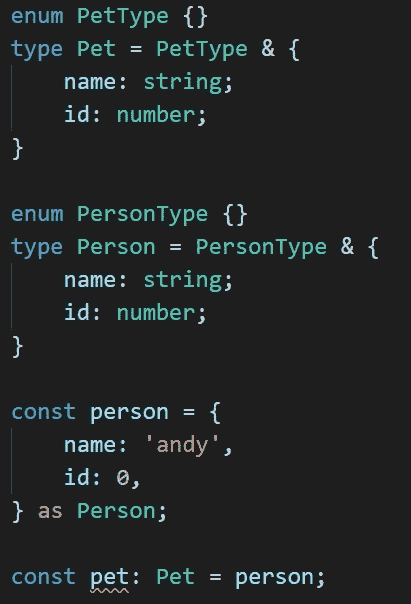 enum PetType {}
type Pet = PetType & {
name: string;
id: number;
}
enum PersonType {}
type Person = PersonType & {
name: string;
id: number;
}
const person = {
name: 'andy',
id: 0,
} as Person;
const pet: Pet = person;